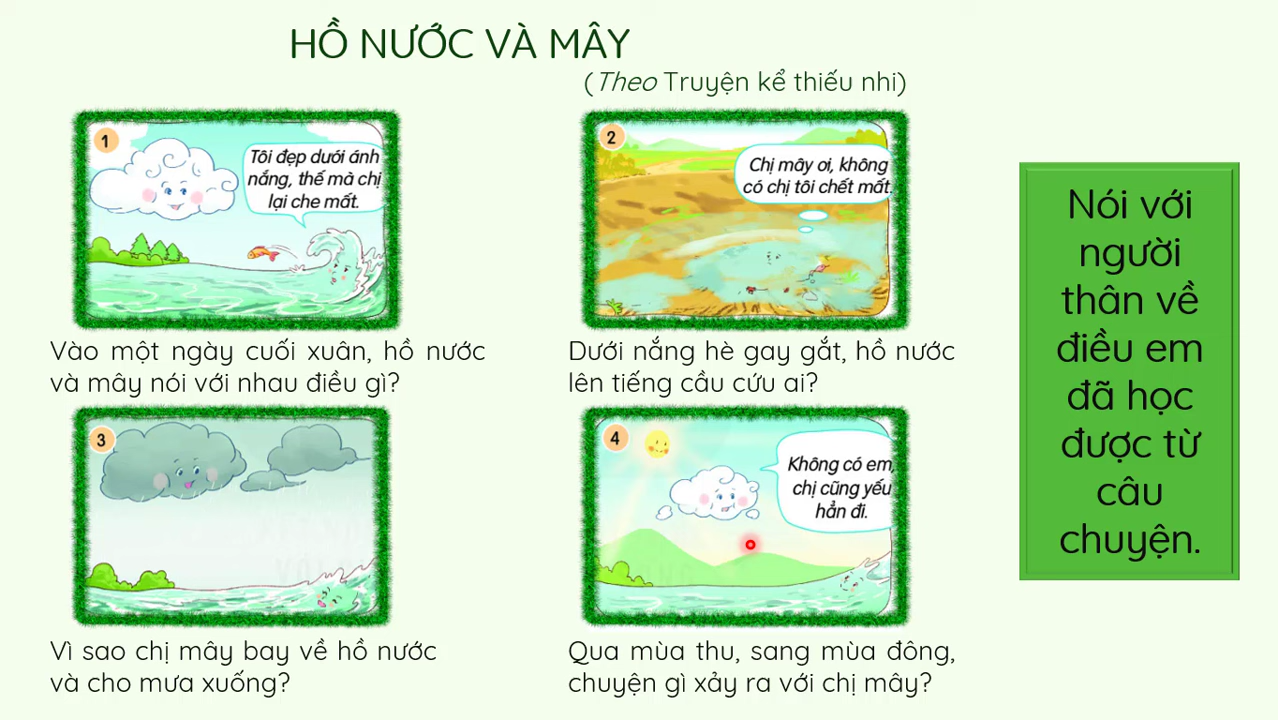 HỒ NƯỚC VÀ MÂY
(Theo Truyện kể thiếu nhi)
1
Tôi đẹp dưới ánh
nắng, thế mà chị
lại che mất.
Vào một ngày cuối xuân, hồ nước
và mây nói với nhau điều gì?
2
Chị mây ơi, không
có chị tôi chết mất.
Dưới nắng hè gay gắt, hồ nước
lên tiếng cầu cứu ai?
3
Vì sao chị mây bay về hồ nước
và cho mưa xuống?
4
Không có em,
chị cũng yếu
hẳn đi.
Qua mùa thu, sang mùa đông,
chuyện gì xảy ra với chị mây?
Nói với
người
thân về
điều em
đã học
được từ
câu
chuyện.